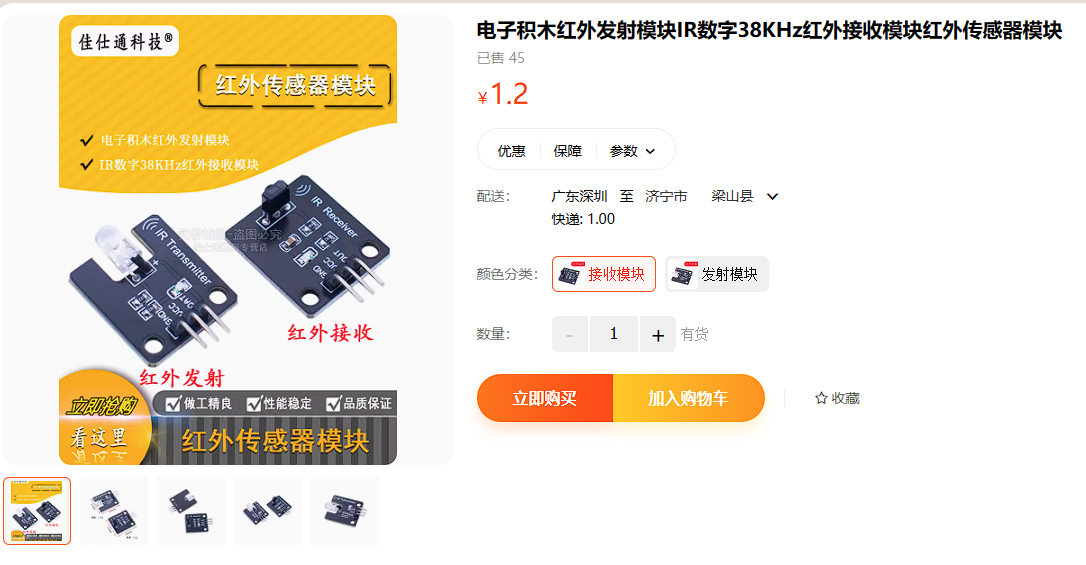 电子积木红外发射模块IR数字38KHz红外接收模块红外传感器模块
已售 45
¥1.2
优惠 保障 参数
配送: 广东深圳 至 济宁市 梁山县
快递: 1.00
颜色分类: 接收模块 发射模块
数量: - 1 + 有货
立即购买 加入购物车 收藏
佳仕通科技®
红外传感器模块
电子积木红外发射模块
IR数字38KHz红外接收模块
IR Receiver
OUT
VCC
GND
IR Transmitter
DAT
VCC
GND
红外接收
红外发射
立即抢购
做工精良 性能稳定 品质保证
看这里
红外传感器模块